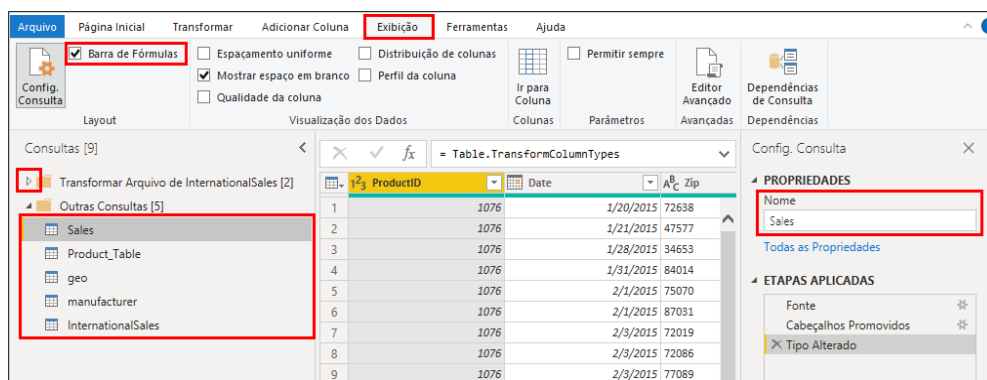 Arquivo Página Inicial Transformar Adicionar Coluna Exibição Ferramentas Ajuda
Barra de Fórmulas Espaçamento uniforme Distribuição de colunas Permitir sempre
Mostrar espaço em branco Perfil da coluna
Qualidade da coluna
Config. Consulta
Ir para Coluna
Editor Avançado
Dependências de Consulta
Layout Visualização dos Dados Colunas Parâmetros Avançadas Dependências
Consultas [9]
Transformar Arquivo de InternationalSales [2]
Outras Consultas [5]
Sales
Product_Table
geo
manufacturer
InternationalSales
fx = Table.TransformColumnTypes
123 ProductID Date ABC Zip
1 1076 1/20/2015 72638
2 1076 1/21/2015 47577
3 1076 1/28/2015 34653
4 1076 1/31/2015 84014
5 1076 2/1/2015 75070
6 1076 2/1/2015 87031
7 1076 2/3/2015 72019
8 1076 2/3/2015 72086
9 1076 2/3/2015 77089
Config. Consulta
PROPRIEDADES
Nome
Sales
Todas as Propriedades
ETAPAS APLICADAS
Fonte
Cabeçalhos Promovidos
Tipo Alterado